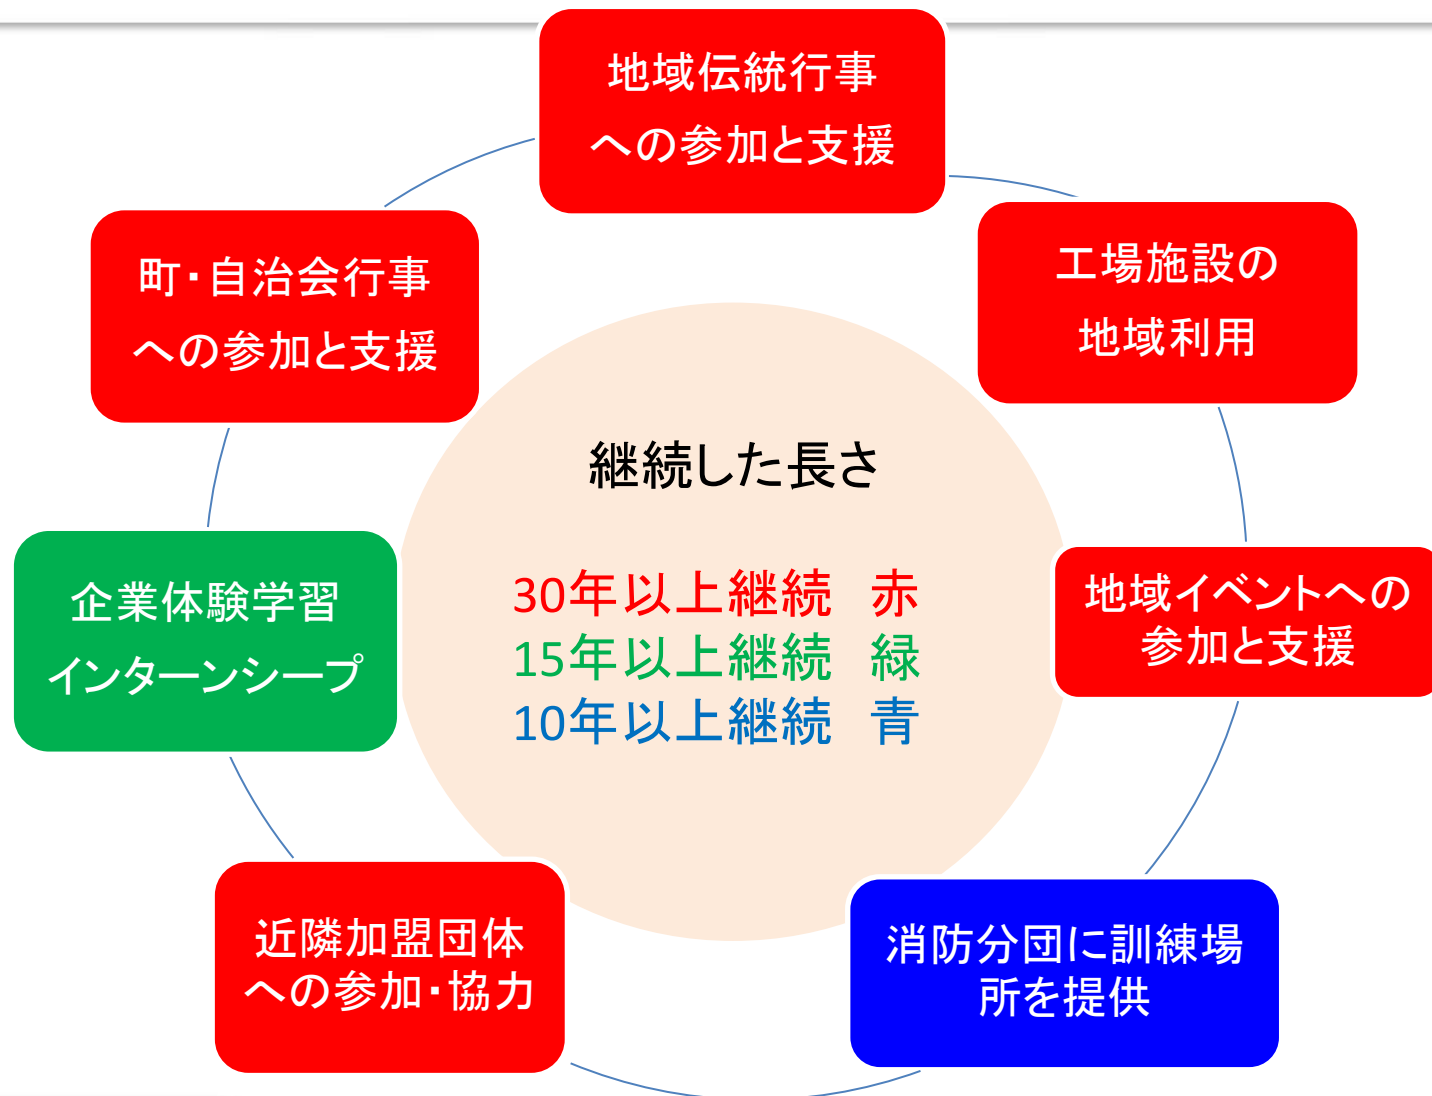 地域伝統行事
への参加と支援
町・自治会行事
への参加と支援
工場施設の
地域利用
継続した長さ
30年以上継続　赤
15年以上継続　緑
10年以上継続　青
企業体験学習
インターンシープ
地域イベントへの
参加と支援
近隣加盟団体
への参加・協力
消防分団に訓練場
所を提供